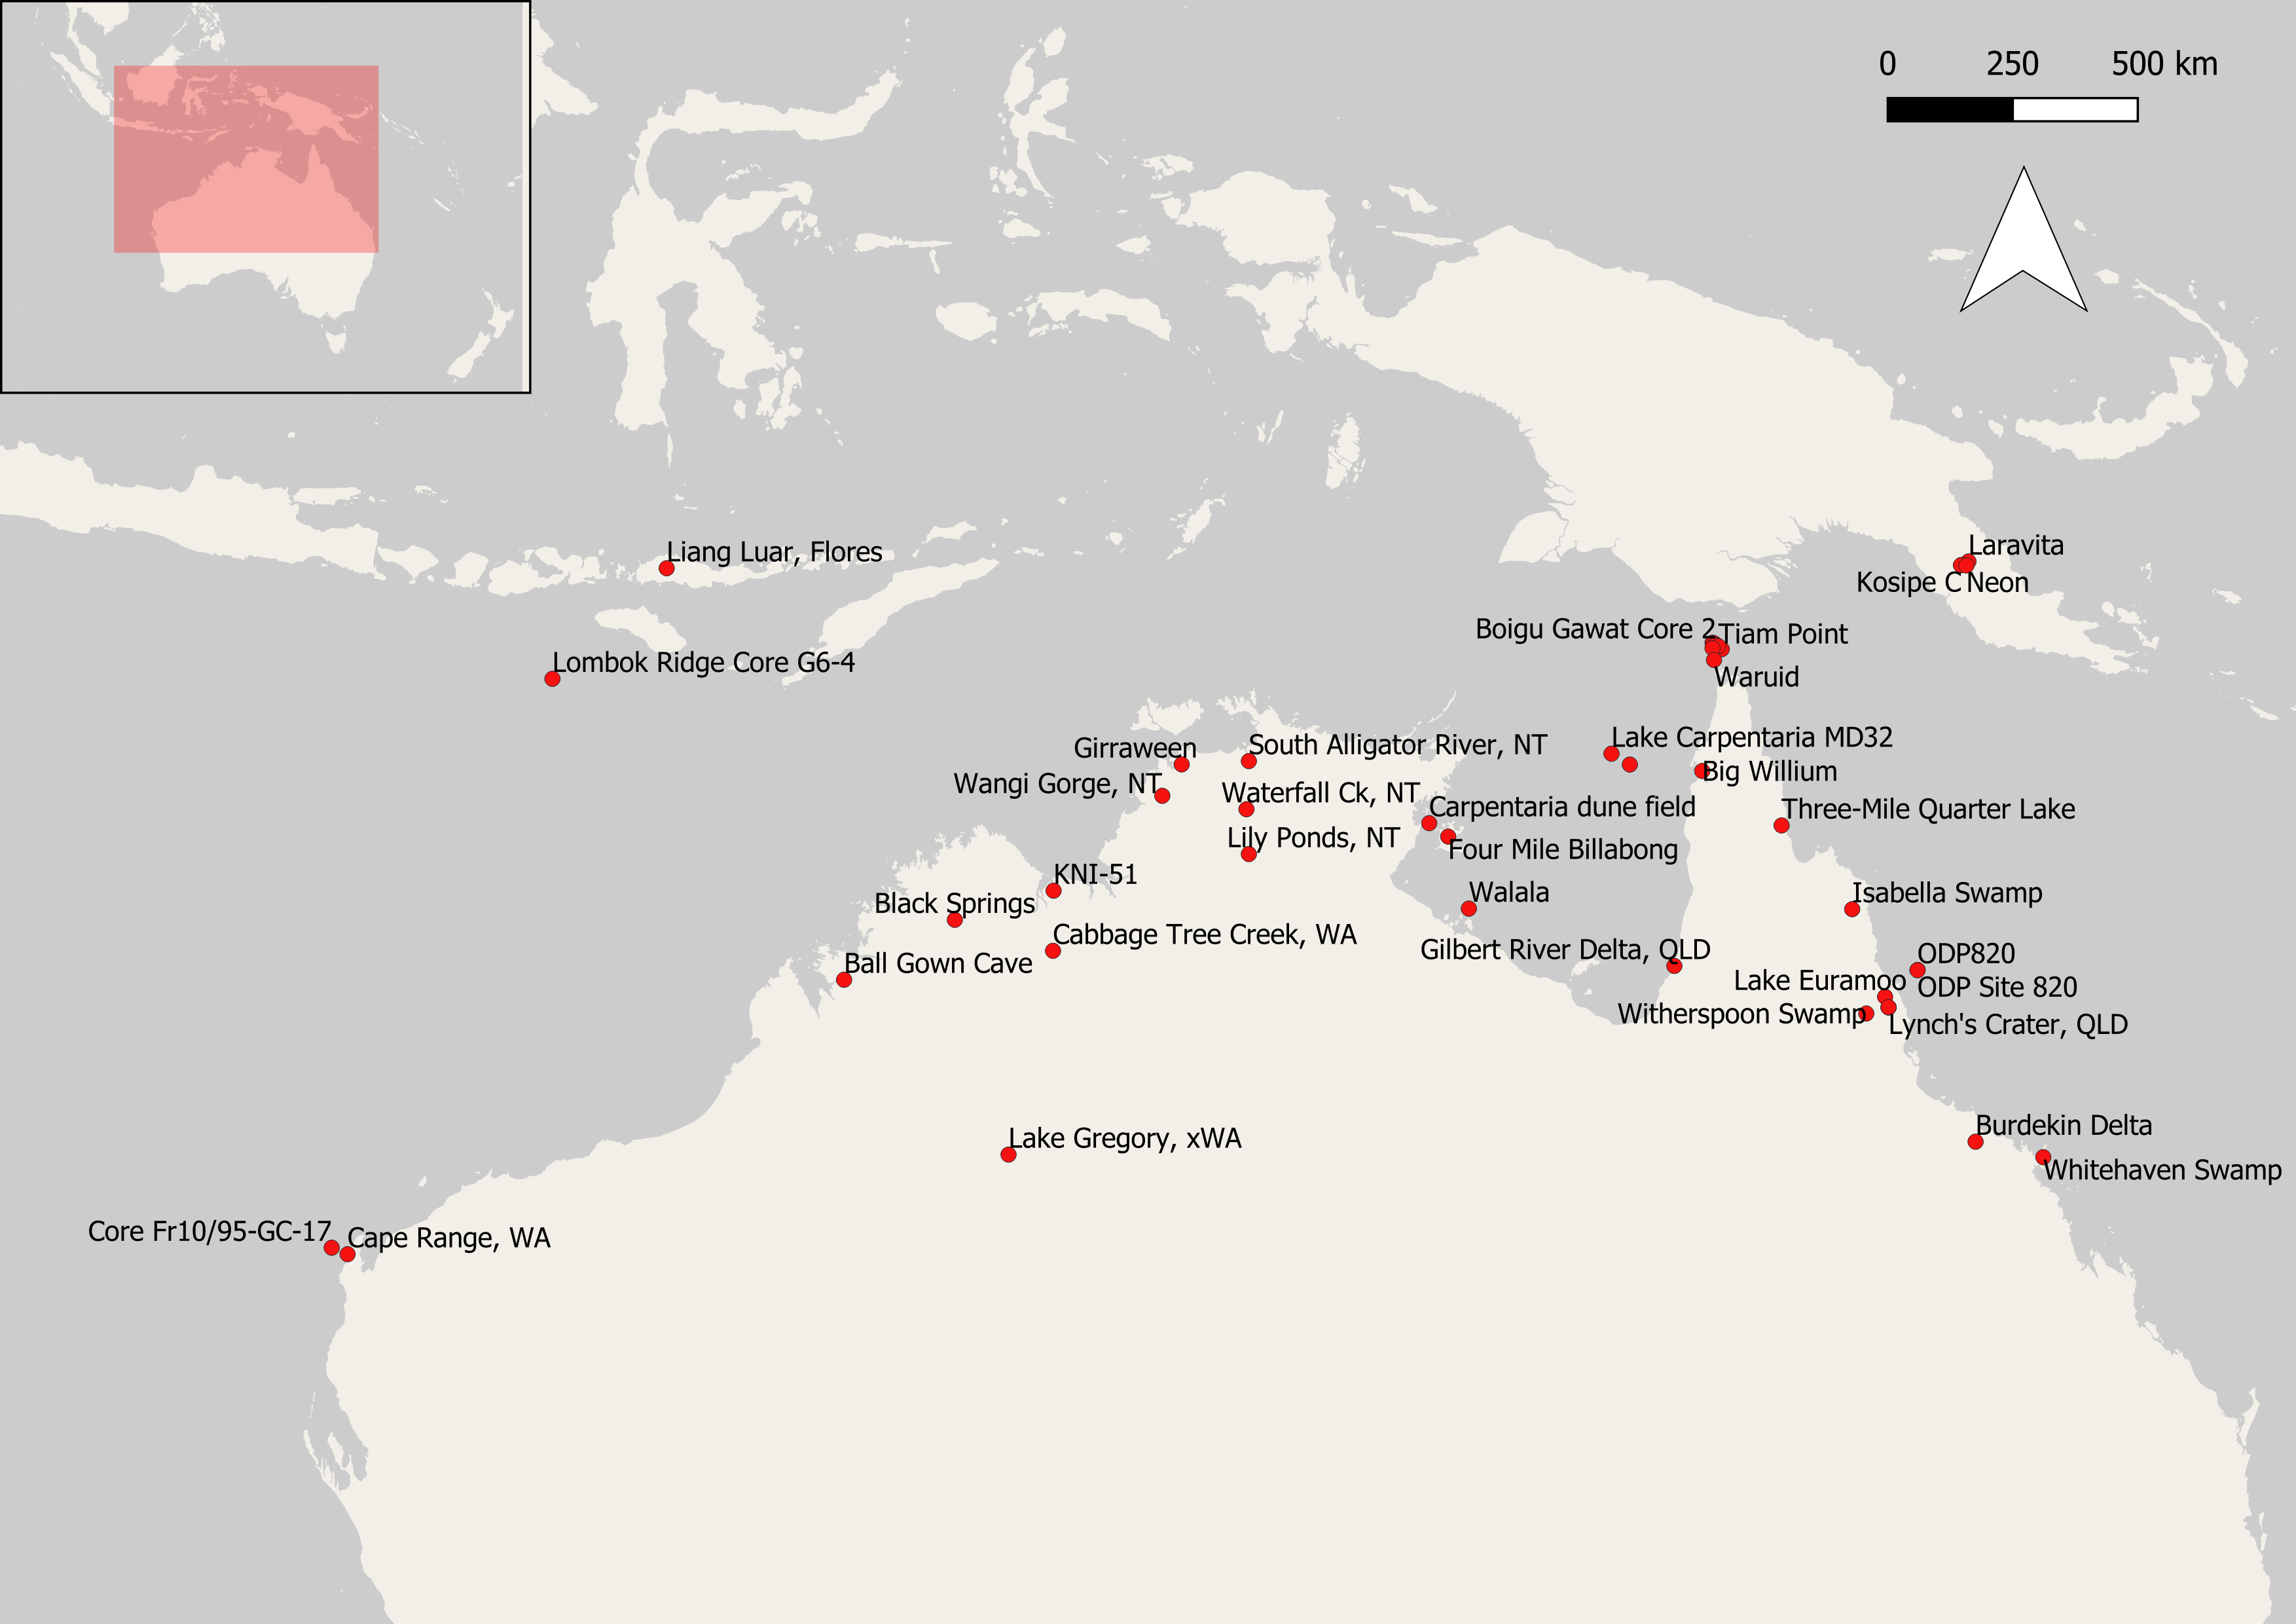 0 250 500 km
Laravita
Liang Luar, Flores
Kosipe C Neon
Boigu Gawat Core 2 Tiam Point
Lombok Ridge Core G6-4
Waruid
Lake Carpentaria MD32
South Alligator River, NT
Girraween
Big Willium
Wangi Gorge, NT
Waterfall Ck, NT
Carpentaria dune field
Three-Mile Quarter Lake
Lily Ponds, NT
Four Mile Billabong
KNI-51
Walala
Isabella Swamp
Black Springs
Cabbage Tree Creek, WA
Gilbert River Delta, QLD
ODP820
Ball Gown Cave
Lake Euramoo
ODP Site 820
Witherspoon Swamp
Lynch's Crater, QLD
Burdekin Delta
Lake Gregory, xWA
Whitehaven Swamp
Core Fr10/95-GC-17
Cape Range, WA